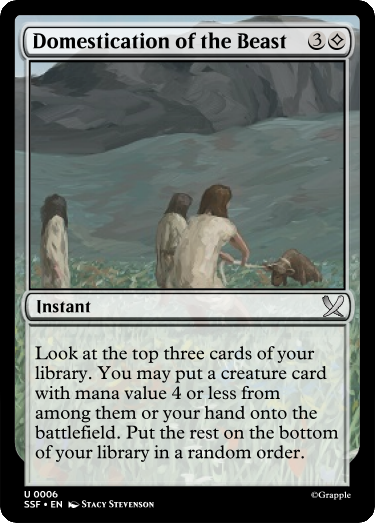 Domestication of the Beast 3
Instant
Look at the top three cards of your
library. You may put a creature card
with mana value 4 or less from
among them or your hand onto the
battlefield. Put the rest on the bottom
of your library in a random order.
U 0006
SSF • EN Stacy Stevenson
©Grapple